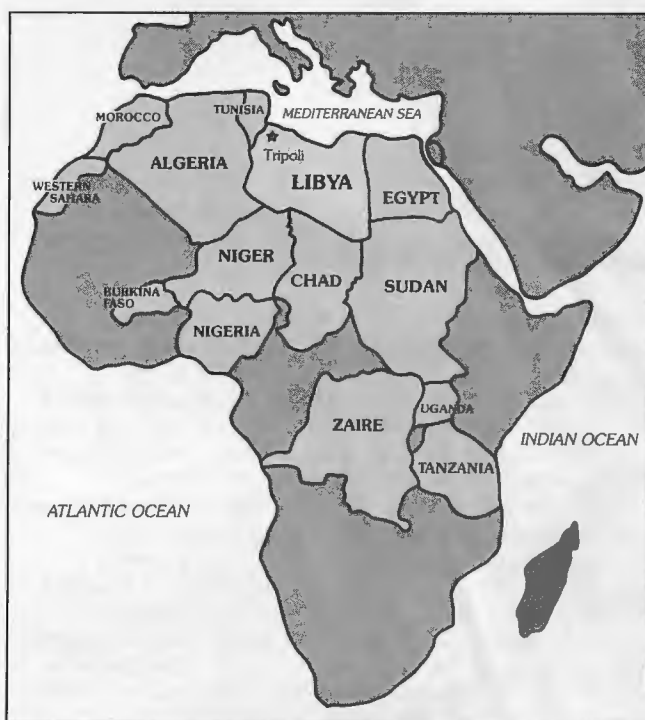 MEDITERRANEAN SEA
TUNISIA
MOROCCO
Tripoli
ALGERIA
LIBYA
WESTERN
SAHARA
EGYPT
NIGER
CHAD
SUDAN
BURKINA
FASO
NIGERIA
UGANDA
ZAIRE
INDIAN OCEAN
TANZANIA
ATLANTIC OCEAN